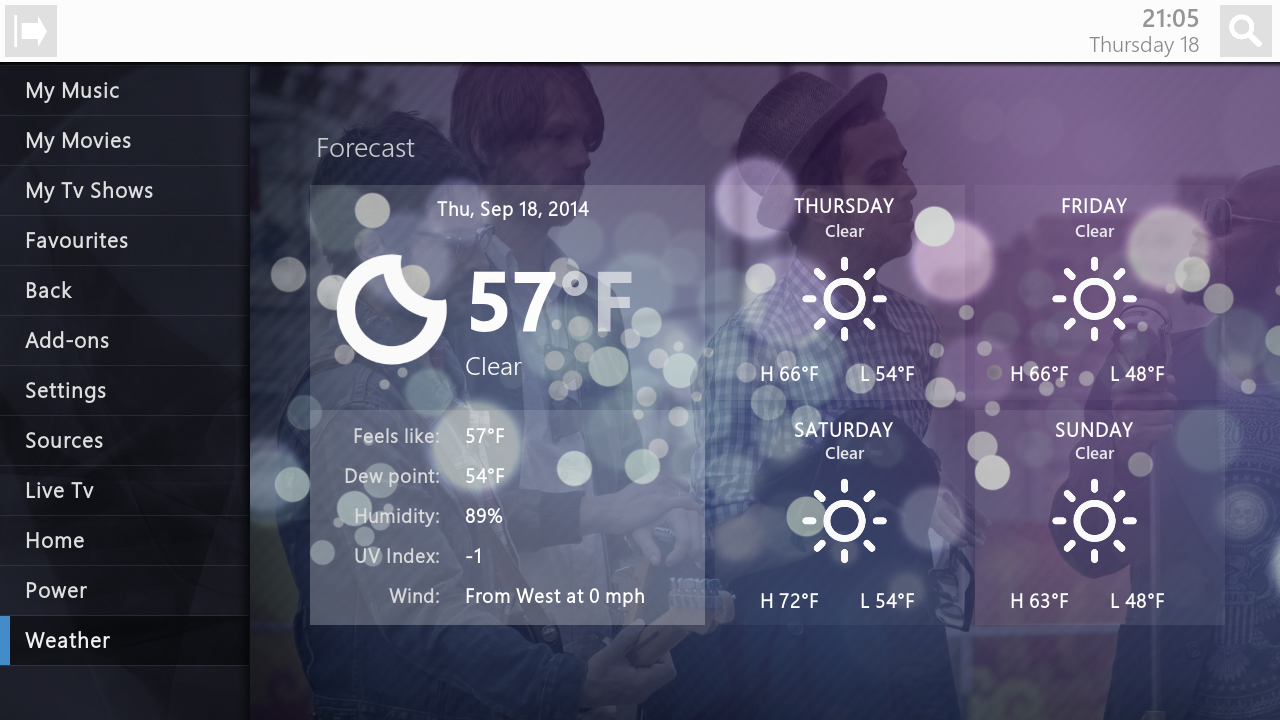 21:05
Thursday 18
My Music
My Movies
My Tv Shows
Favourites
Back
Add-ons
Settings
Sources
Live Tv
Home
Power
Weather
Forecast
Thu, Sep 18, 2014
57°F
Clear
Feels like: 57°F
Dew point: 54°F
Humidity: 89%
UV Index: -1
Wind: From West at 0 mph
THURSDAY
Clear
H 66°F L 54°F
FRIDAY
Clear
H 66°F L 48°F
SATURDAY
Clear
H 72°F L 54°F
SUNDAY
Clear
H 63°F L 48°F